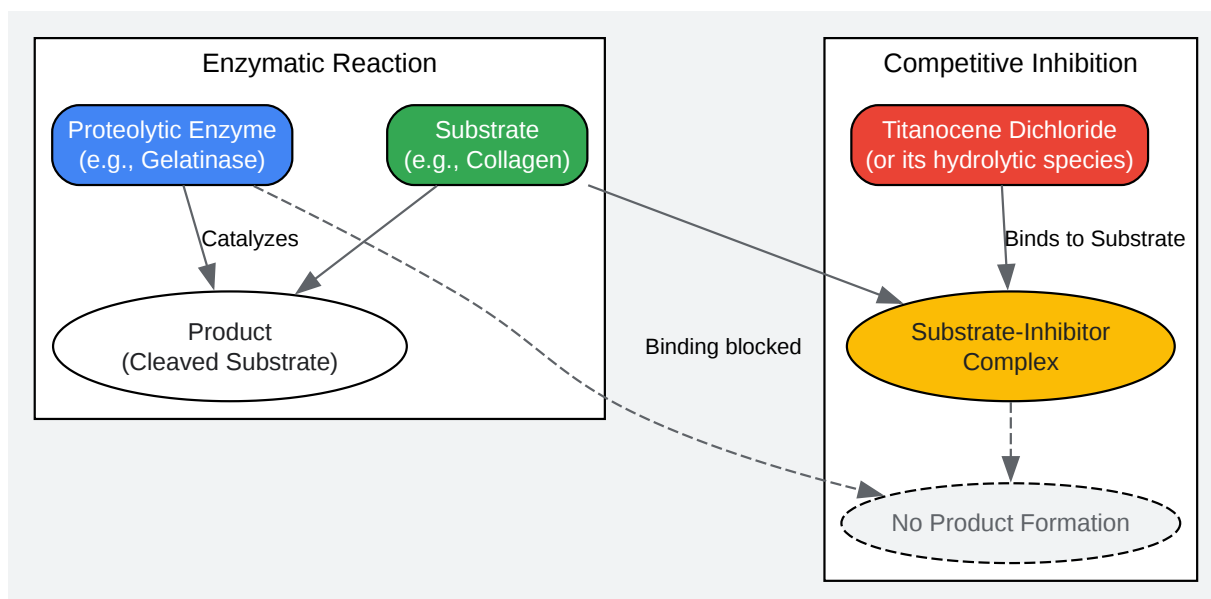 Enzymatic Reaction
Proteolytic Enzyme
(e.g., Gelatinase)
Substrate
(e.g., Collagen)
Catalyzes
Product
(Cleaved Substrate)
Binding blocked
Competitive Inhibition
Titanocene Dichloride
(or its hydrolytic species)
Binds to Substrate
Substrate-Inhibitor
Complex
No Product Formation